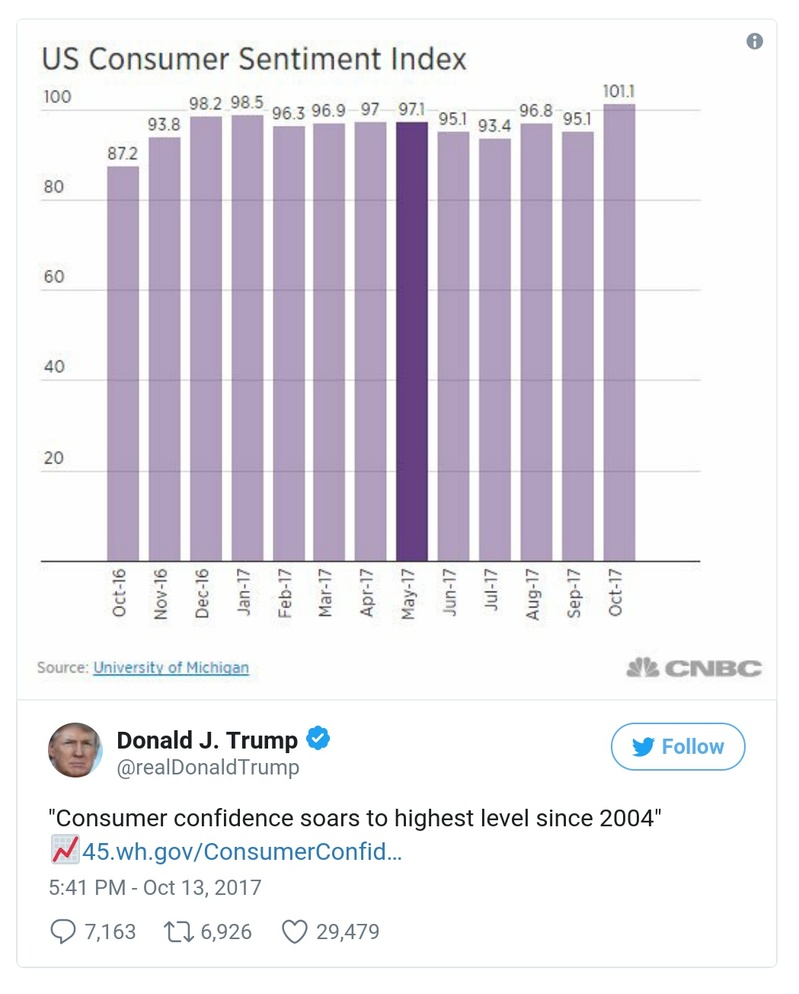 US Consumer Sentiment Index
100
80
60
40
20
87.2
93.8
98.2
98.5
96.3
96.9
97
97.1
95.1
93.4
96.8
95.1
101.1
Oct-16
Nov-16
Dec-16
Jan-17
Feb-17
Mar-17
Apr-17
May-17
Jun-17
Jul-17
Aug-17
Sep-17
Oct-17
Source: University of Michigan
CNBC
Donald J. Trump
@realDonaldTrump
Follow
"Consumer confidence soars to highest level since 2004"
45.wh.gov/ConsumerConfid…
5:41 PM - Oct 13, 2017
7,163 6,926 29,479